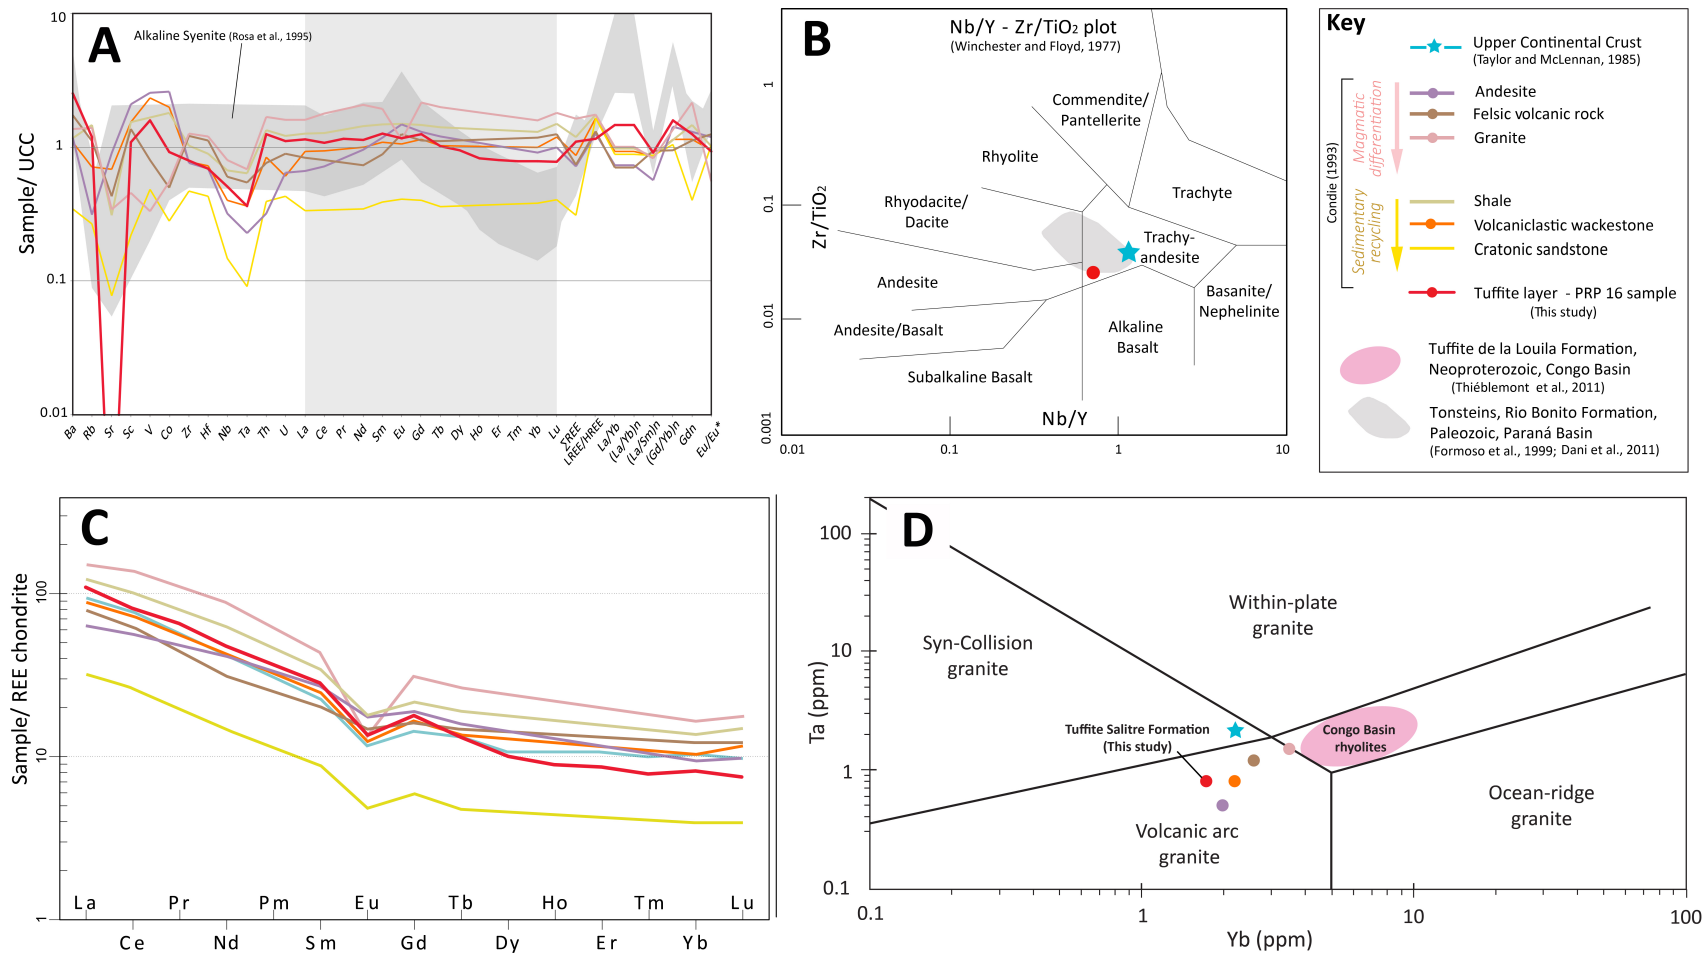 A
Alkaline Syenite (Rosa et al., 1995)
Sample/ UCC
10
1
0.1
0.01
Ba
Rb
Sr
Sc
V
Co
Zr
Hf
Nb
Ta
Th
U
La
Ce
Pr
Nd
Sm
Eu
Gd
Tb
Dy
Ho
Er
Tm
Yb
Lu
ΣREE
LREE/HREE
La/Yb
(La/Yb)n
(La/Sm)n
(Gd/Yb)n
Gdn
Eu/Eu*
B
Nb/Y - Zr/TiO₂ plot
(Winchester and Floyd, 1977)
Zr/TiO₂
1
0.1
0.01
0.001
Commendite/
Pantellerite
Rhyolite
Trachyte
Rhyodacite/
Dacite
Trachy-
andesite
Andesite
Basanite/
Nephelinite
Andesite/Basalt
Alkaline
Basalt
Subalkaline Basalt
Nb/Y
0.01
0.1
1
10
Key
Upper Continental Crust
(Taylor and McLennan, 1985)
Condie (1993)
Magmatic
differentiation
Andesite
Felsic volcanic rock
Granite
Sedimentary
recycling
Shale
Volcaniclastic wackestone
Cratonic sandstone
Tuffite layer - PRP 16 sample
(This study)
Tuffite de la Louila Formation,
Neoproterozoic, Congo Basin
(Thiéblemont et al., 2011)
Tonsteins, Rio Bonito Formation,
Paleozoic, Paraná Basin
(Formoso et al., 1999; Dani et al., 2011)
C
Sample/ REE chondrite
100
10
1
La
Pr
Pm
Eu
Tb
Ho
Tm
Lu
Ce
Nd
Sm
Gd
Dy
Er
Yb
D
Ta (ppm)
100
10
1
0.1
Within-plate
granite
Syn-Collision
granite
Tuffite Salitre Formation
(This study)
Congo Basin
rhyolites
Ocean-ridge
granite
Volcanic arc
granite
0.1
1
10
100
Yb (ppm)